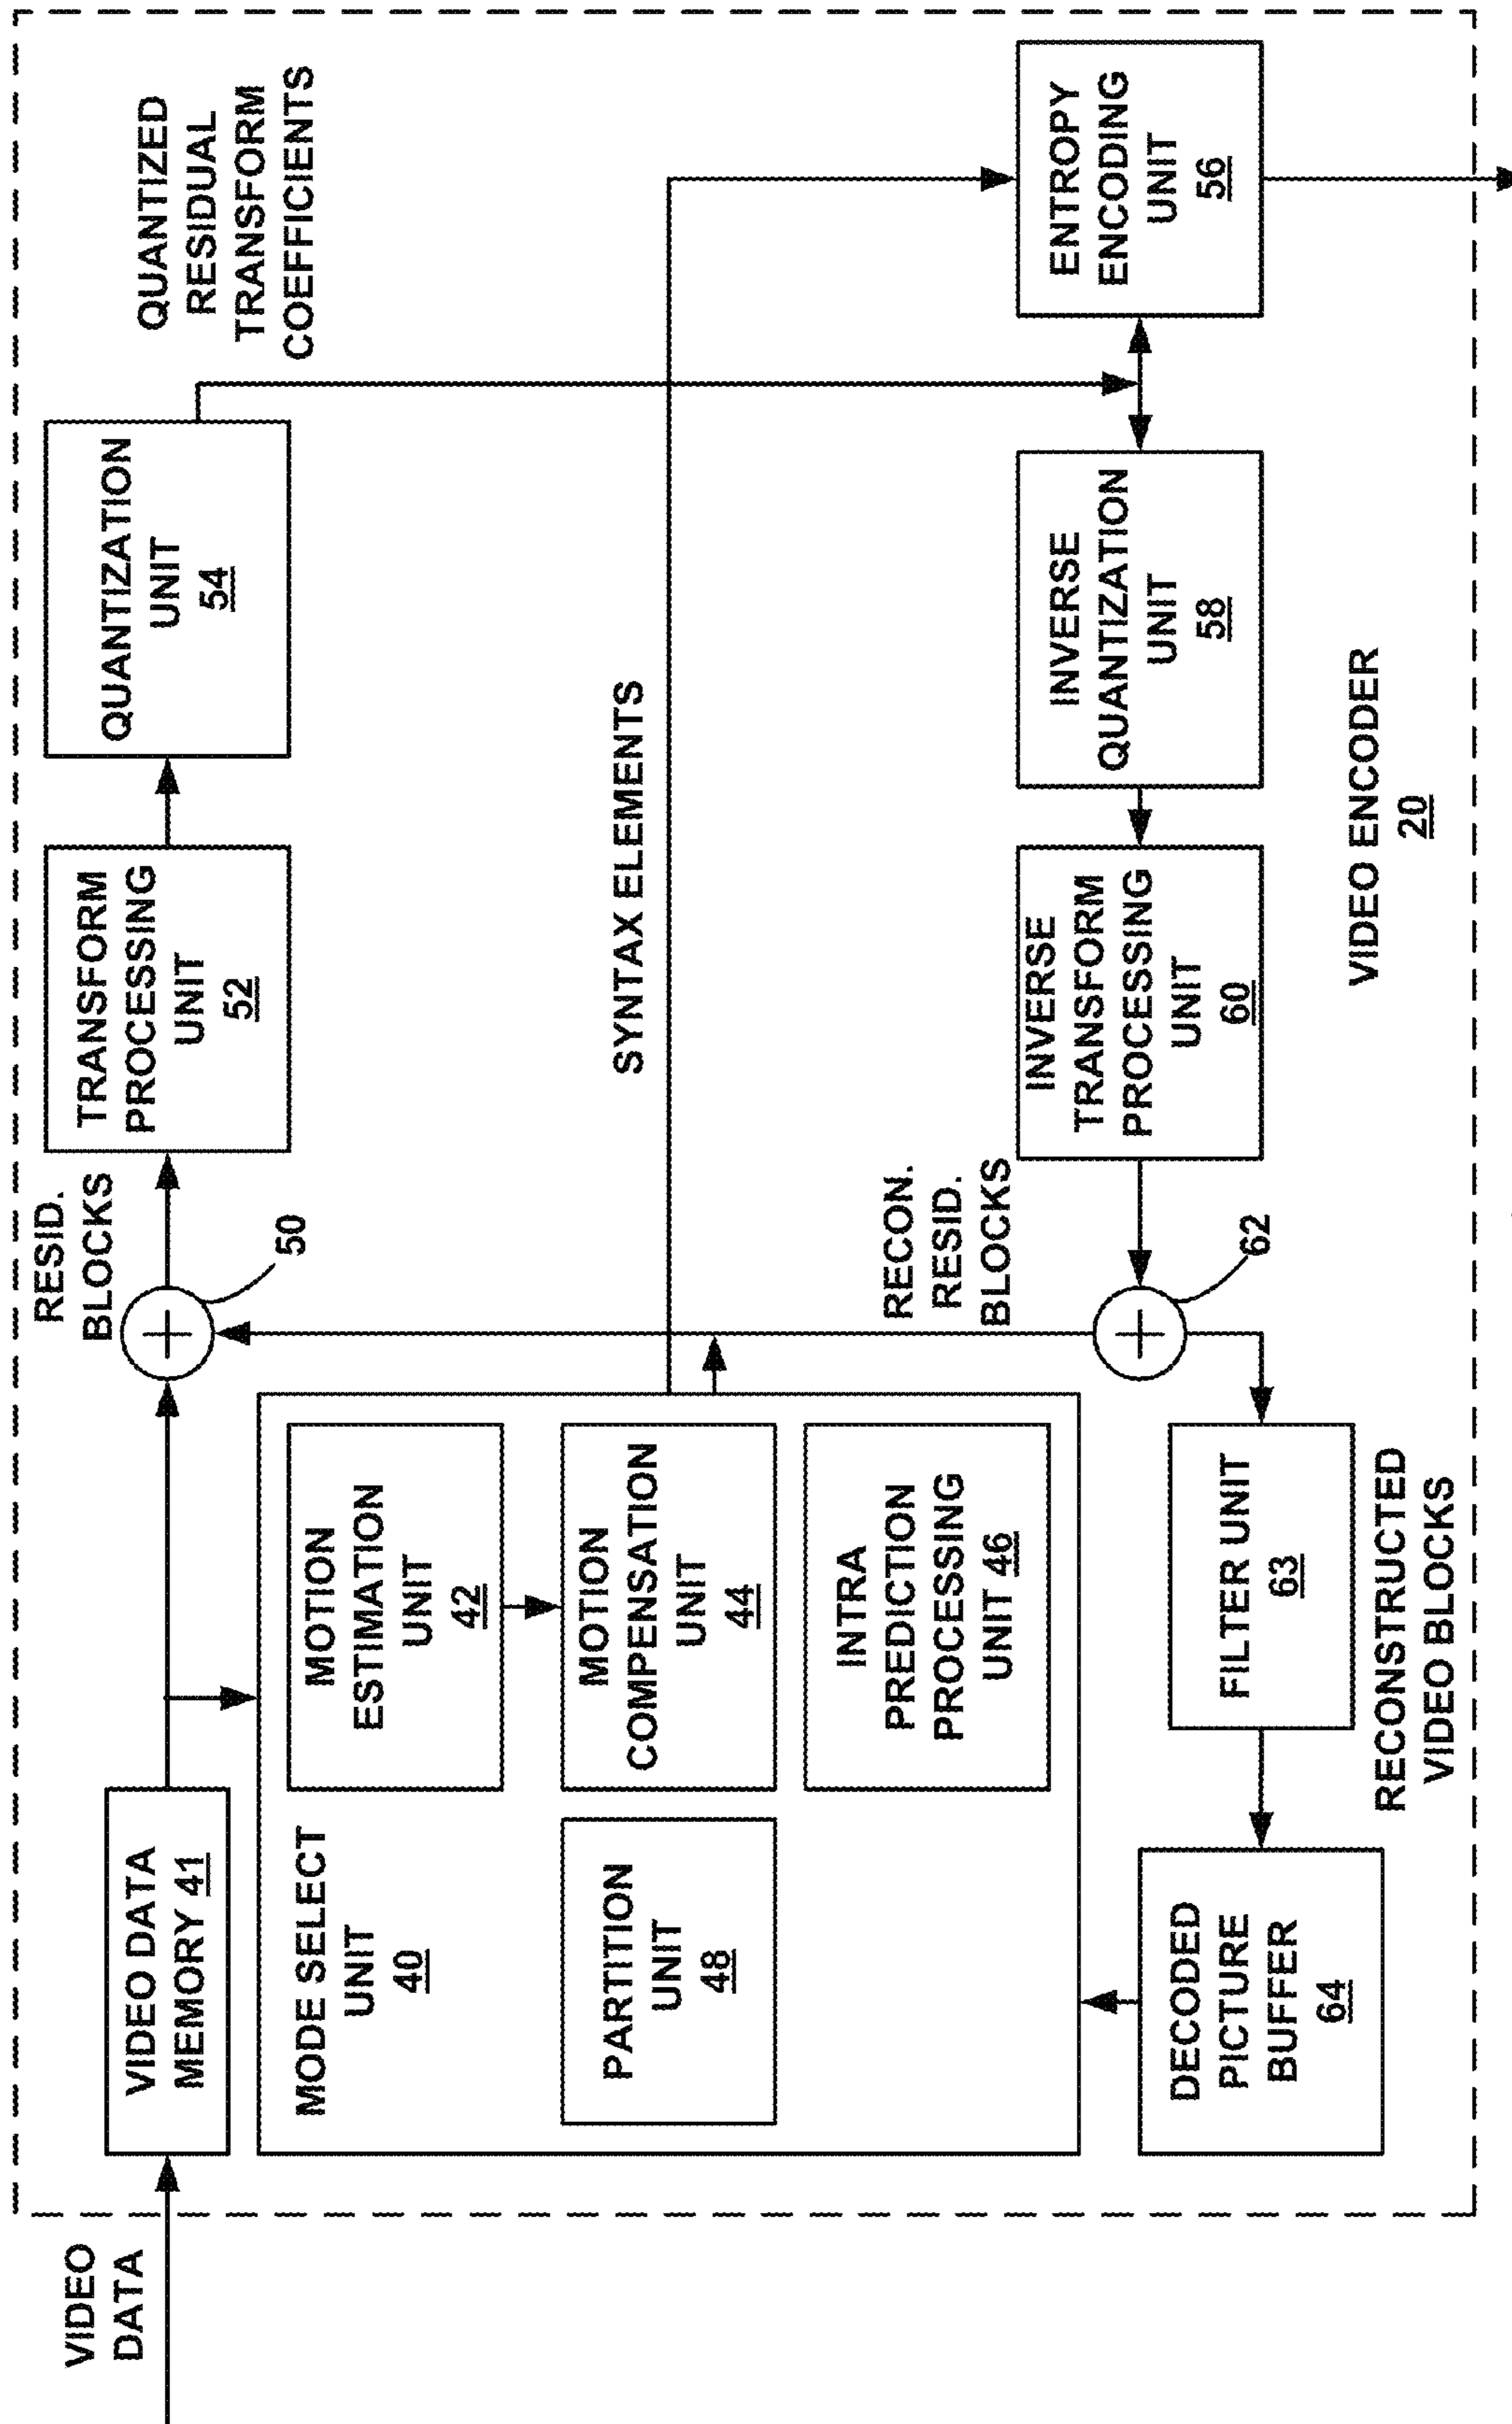 VIDEO
DATA
VIDEO DATA
MEMORY 41
RESID.
BLOCKS
50
TRANSFORM
PROCESSING
UNIT
52
QUANTIZATION
UNIT
54
QUANTIZED
RESIDUAL
TRANSFORM
COEFFICIENTS
MODE SELECT
UNIT
40
MOTION
ESTIMATION
UNIT
42
PARTITION
UNIT
48
MOTION
COMPENSATION
UNIT
44
INTRA
PREDICTION
PROCESSING
UNIT 46
SYNTAX ELEMENTS
RECON.
RESID.
BLOCKS
62
INVERSE
TRANSFORM
PROCESSING
UNIT
60
INVERSE
QUANTIZATION
UNIT
58
ENTROPY
ENCODING
UNIT
56
DECODED
PICTURE
BUFFER
64
FILTER UNIT
63
RECONSTRUCTED
VIDEO BLOCKS
VIDEO ENCODER
20